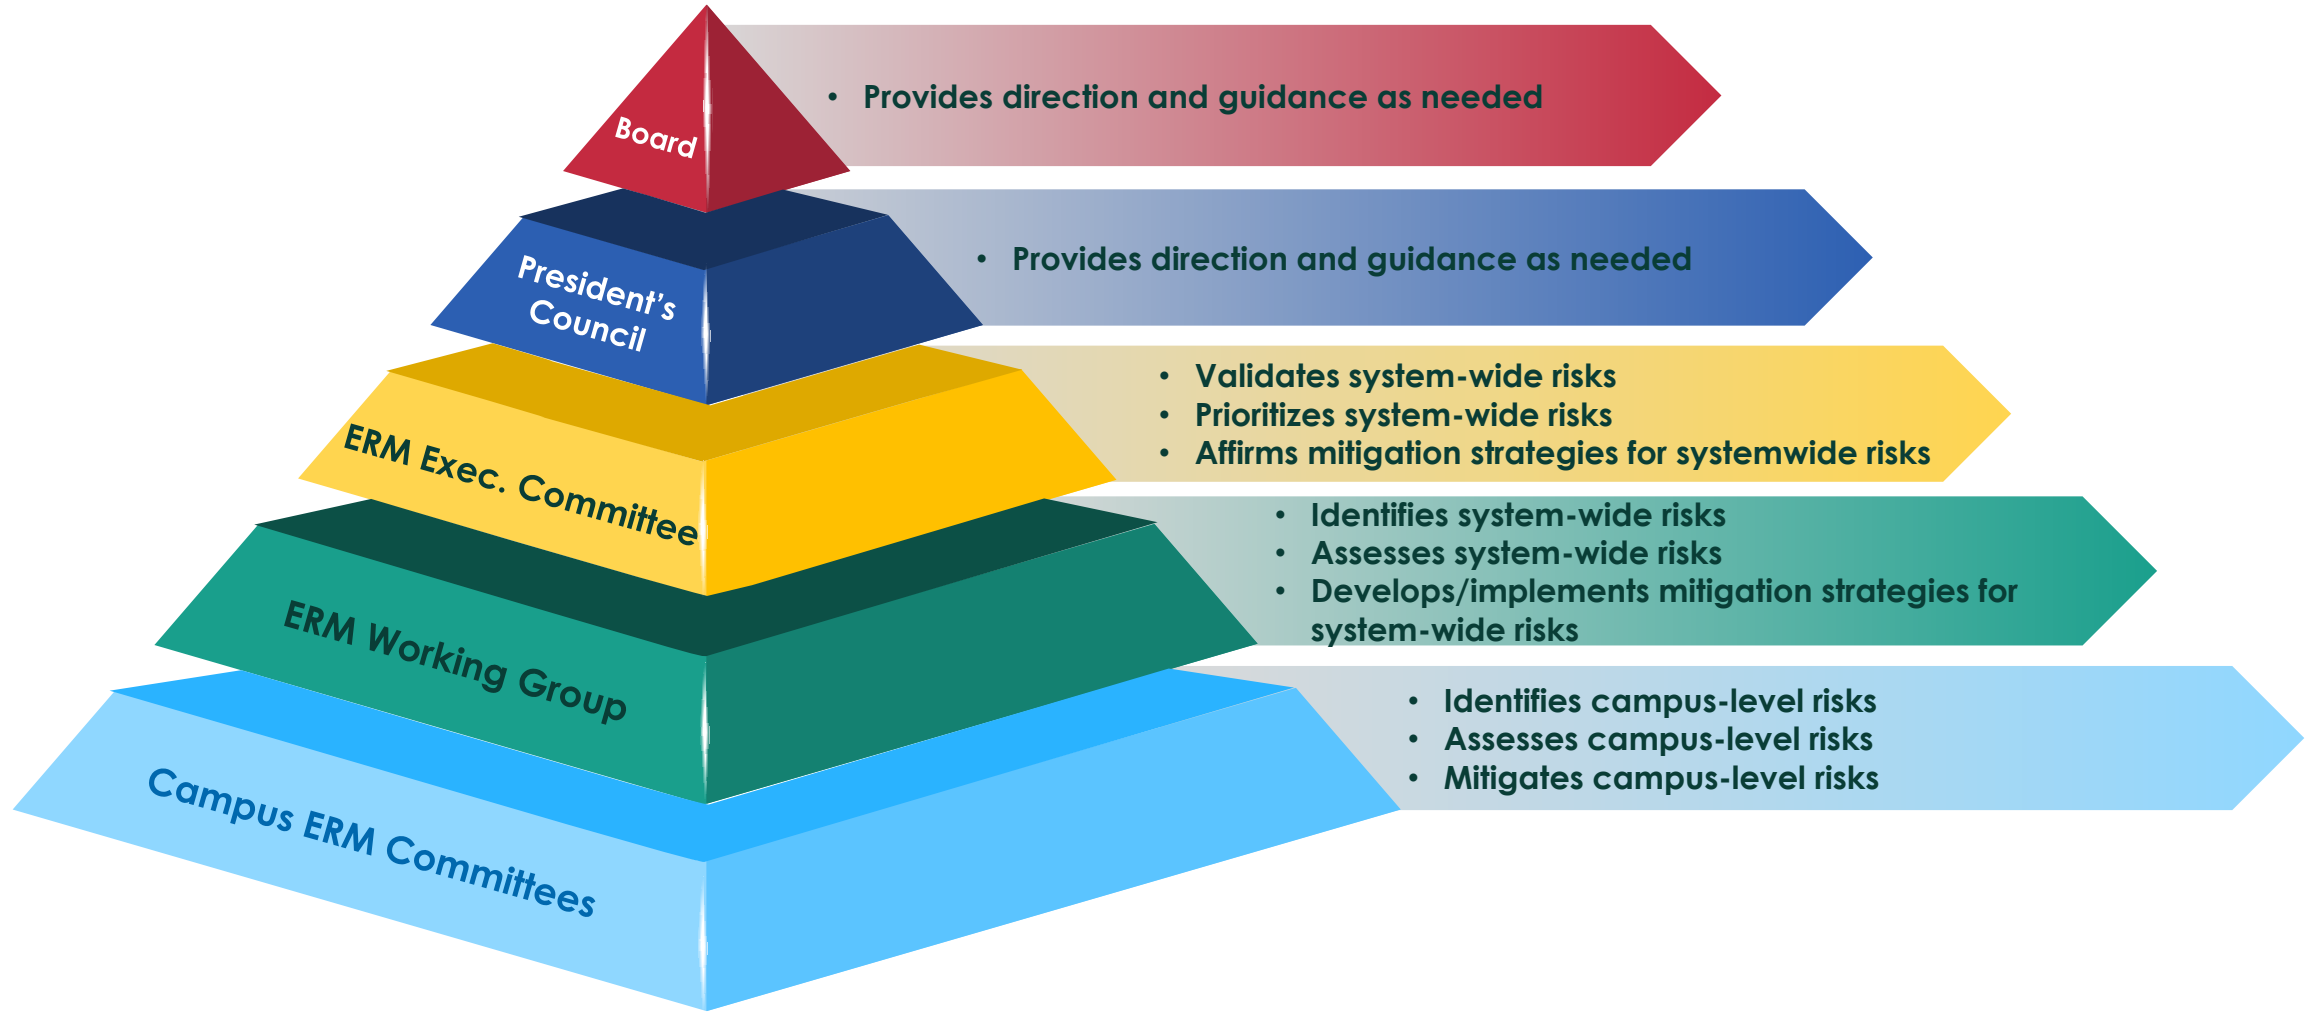 Board
• Provides direction and guidance as needed
President’s
Council
• Provides direction and guidance as needed
ERM Exec. Committee
• Validates system-wide risks
• Prioritizes system-wide risks
• Affirms mitigation strategies for systemwide risks
ERM Working Group
• Identifies system-wide risks
• Assesses system-wide risks
• Develops/implements mitigation strategies for
system-wide risks
Campus ERM Committees
• Identifies campus-level risks
• Assesses campus-level risks
• Mitigates campus-level risks